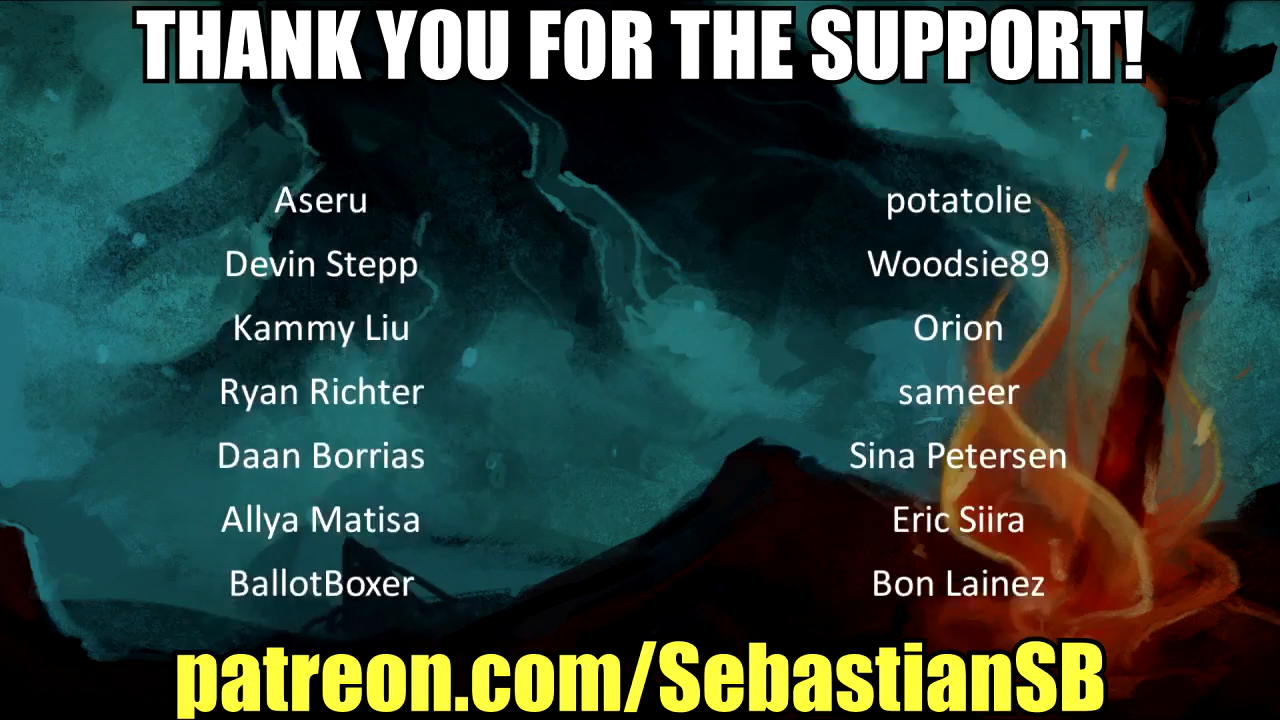 THANK YOU FOR THE SUPPORT!
Aseru
Devin Stepp
Kammy Liu
Ryan Richter
Daan Borrias
Allya Matisa
BallotBoxer
potatolie
Woodsie89
Orion
sameer
Sina Petersen
Eric Siira
Bon Lainez
patreon.com/SebastianSB